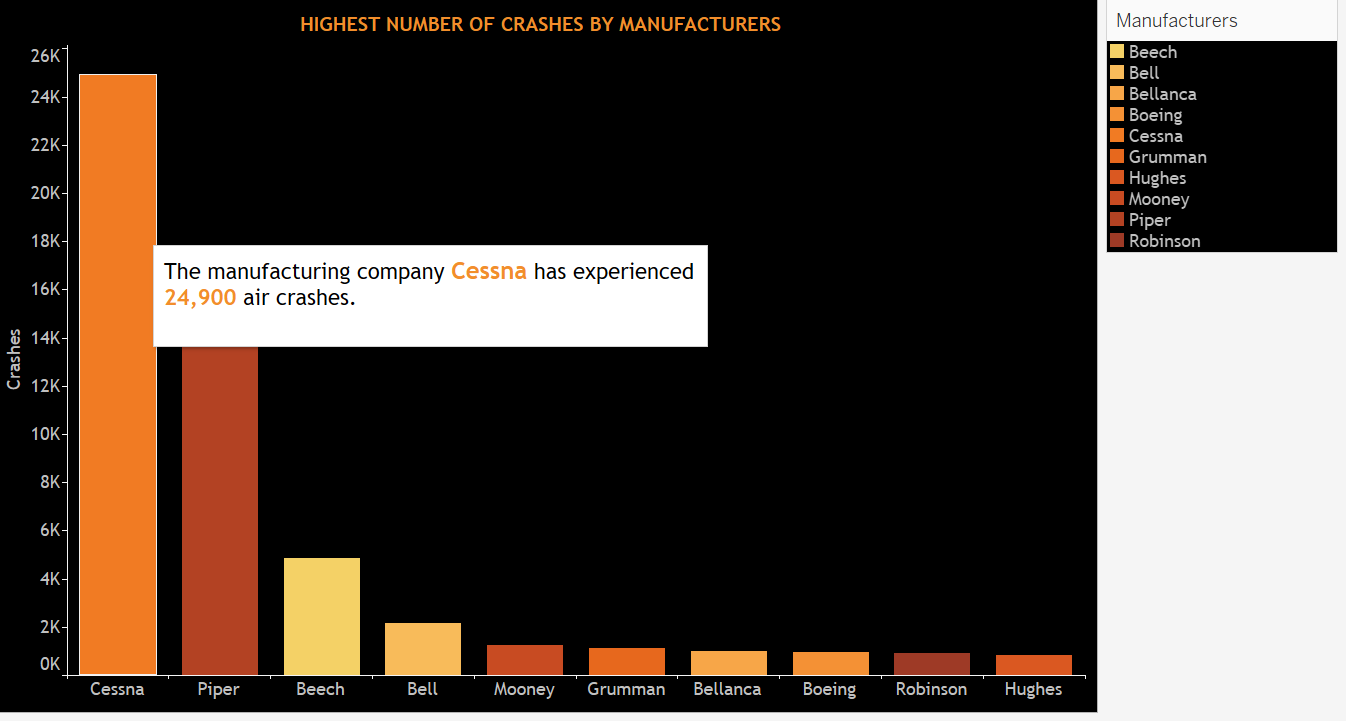 HIGHEST NUMBER OF CRASHES BY MANUFACTURERS
Manufacturers
Beech
Bell
Bellanca
Boeing
Cessna
Grumman
Hughes
Mooney
Piper
Robinson
Crashes
26K
24K
22K
20K
18K
16K
14K
12K
10K
8K
6K
4K
2K
0K
The manufacturing company Cessna has experienced
24,900 air crashes.
Cessna Piper Beech Bell Mooney Grumman Bellanca Boeing Robinson Hughes